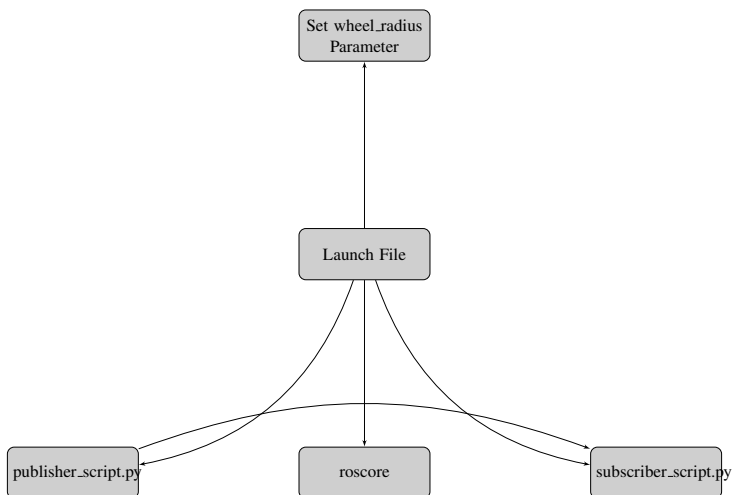 Set wheel_radius
Parameter
Launch File
publisher_script.py
roscore
subscriber_script.py